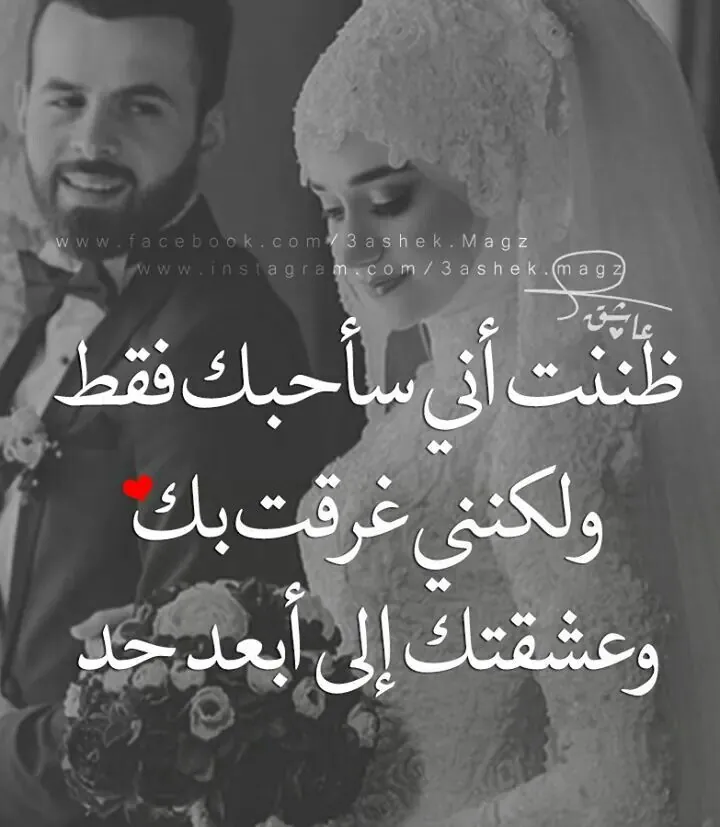 www.facebook.com/3ashek.Magz
www.instagram.com/3ashek.magz
عاشق
ظننت أني سأحبك فقط
ولكنني غرقت بك
وعشقتك إلى أبعد حد